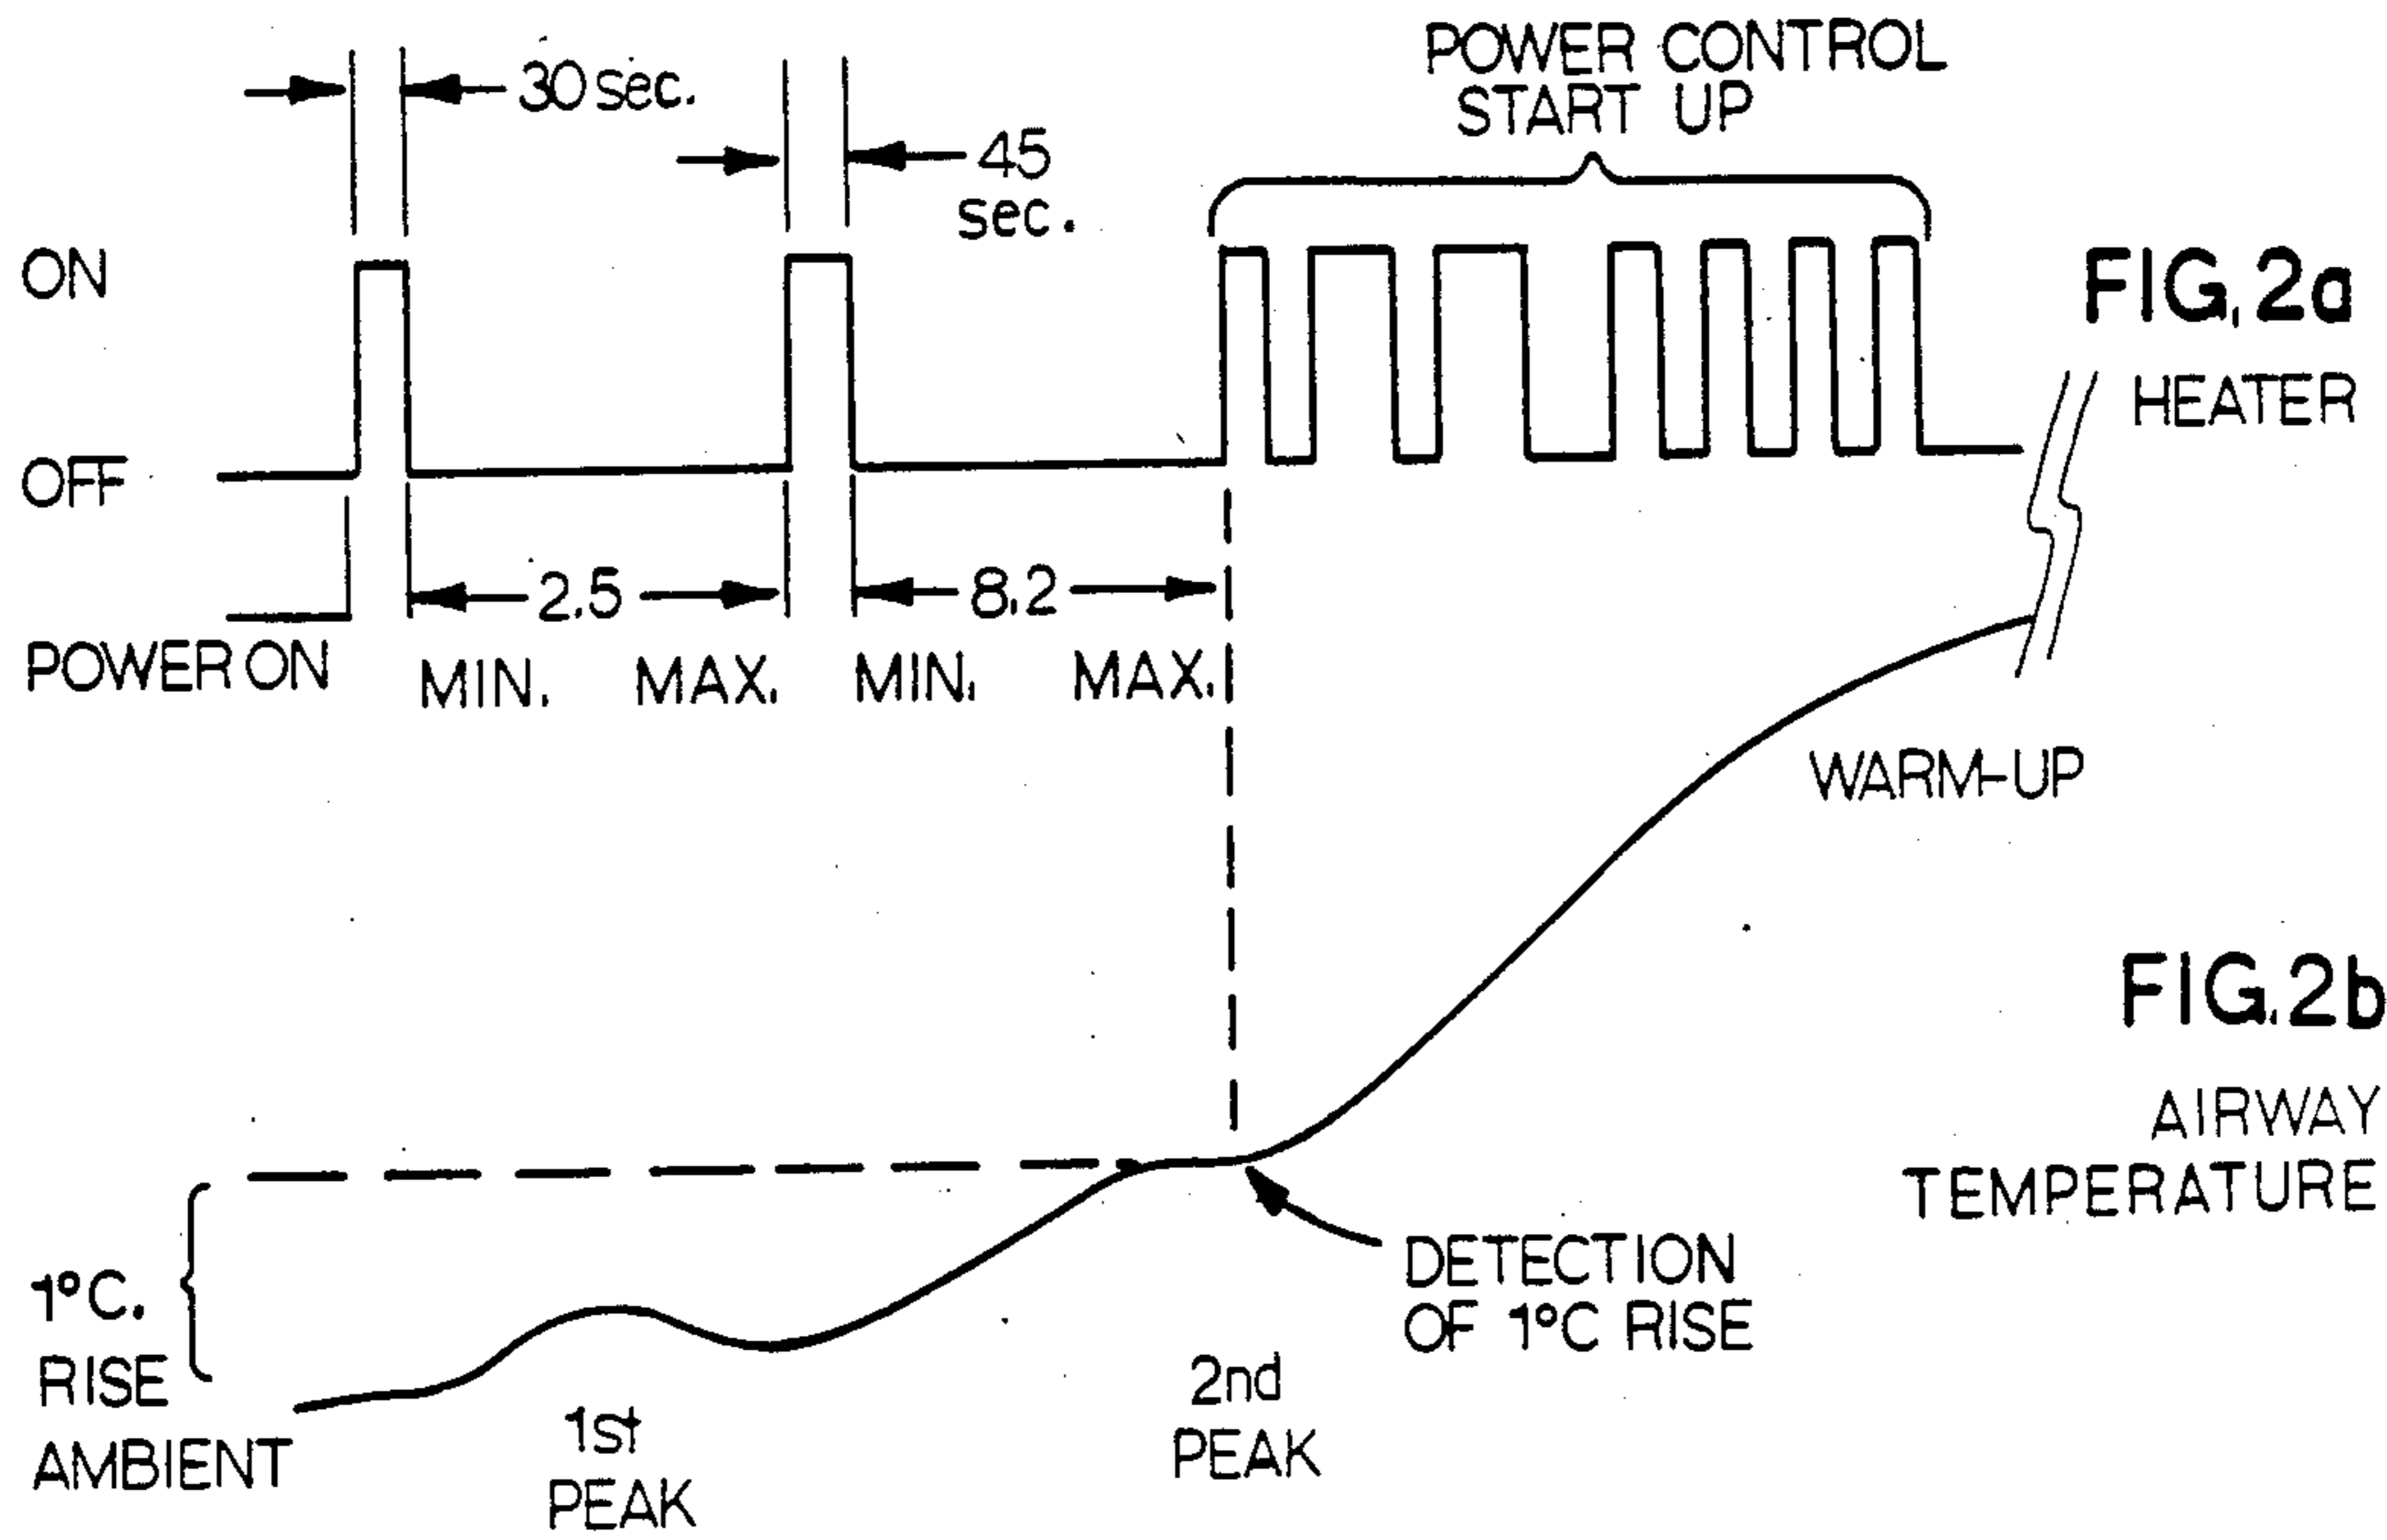 POWER CONTROL
START UP
30 sec.
45
sec.
ON
FIG. 2a
HEATER
OFF
2.5
8.2
POWER ON
MIN. MAX. MIN. MAX.
WARM-UP
FIG. 2b
AIRWAY
TEMPERATURE
DETECTION
OF 1°C RISE
1°C.
RISE
AMBIENT
1st
PEAK
2nd
PEAK